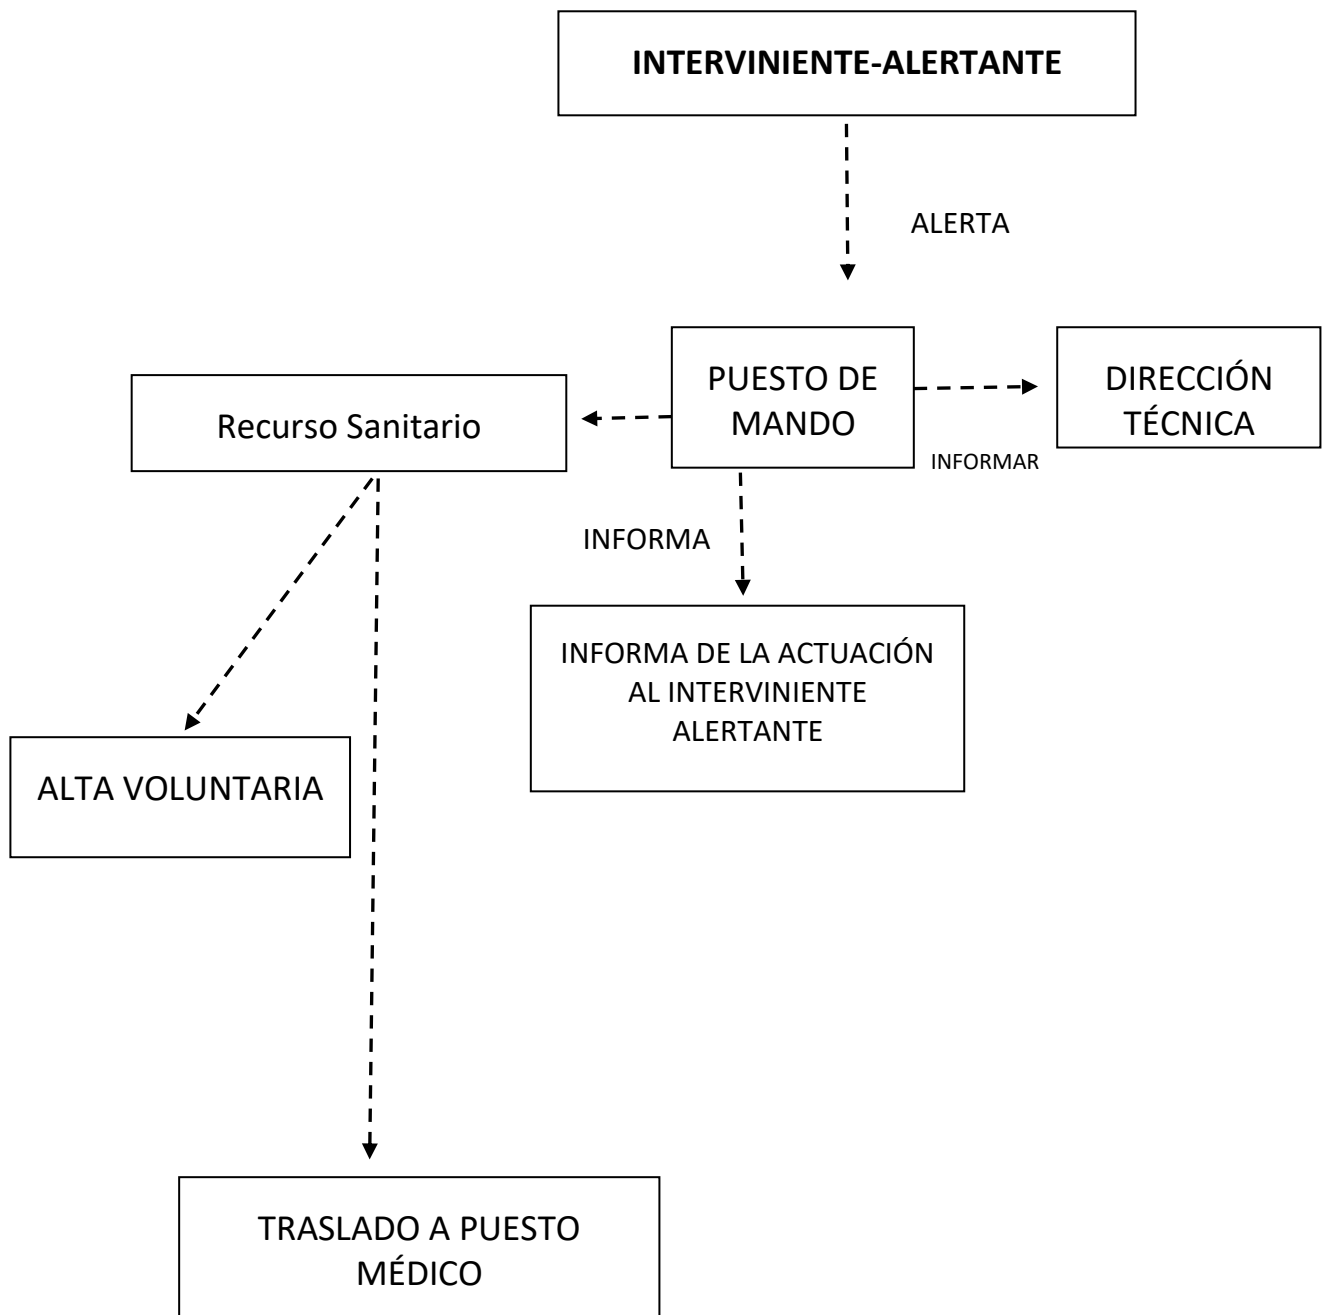 INTERVINIENTE-ALERTANTE
ALERTA
PUESTO DE
MANDO
DIRECCIÓN
TÉCNICA
Recurso Sanitario
INFORMAR
INFORMA
INFORMA DE LA ACTUACIÓN
AL INTERVINIENTE
ALERTANTE
ALTA VOLUNTARIA
TRASLADO A PUESTO
MÉDICO